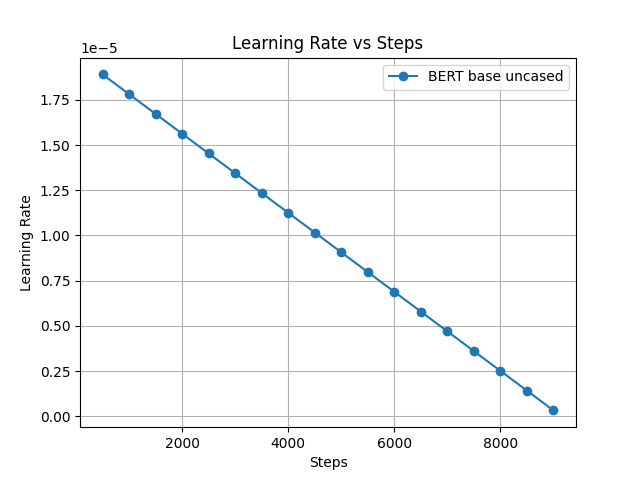 Learning Rate vs Steps
1e−5
BERT base uncased
1.75
1.50
1.25
1.00
0.75
0.50
0.25
0.00
Learning Rate
2000 4000 6000 8000
Steps